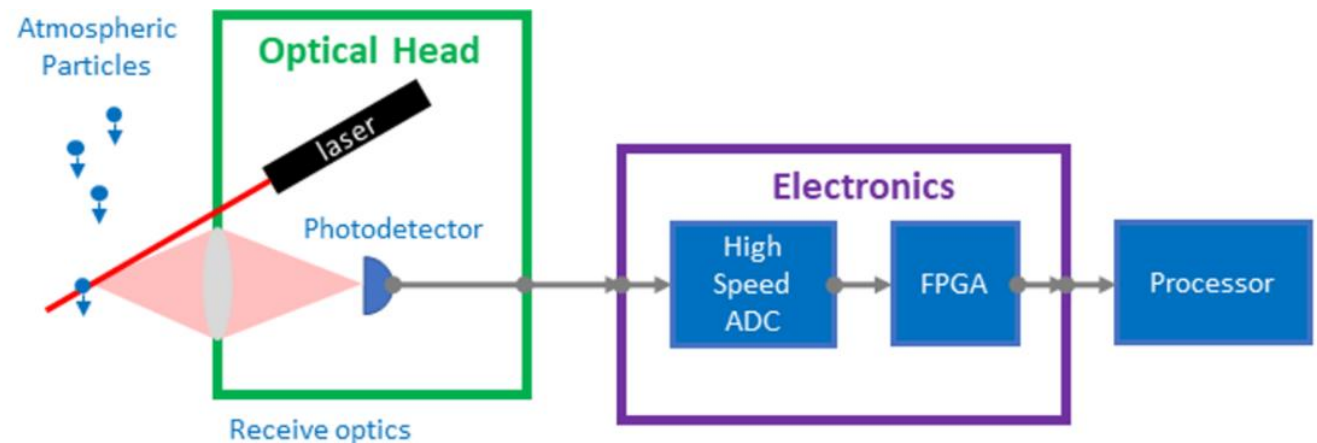 Atmospheric
Particles
Optical Head
laser
Photodetector
Receive optics
Electronics
High
Speed
ADC
FPGA
Processor